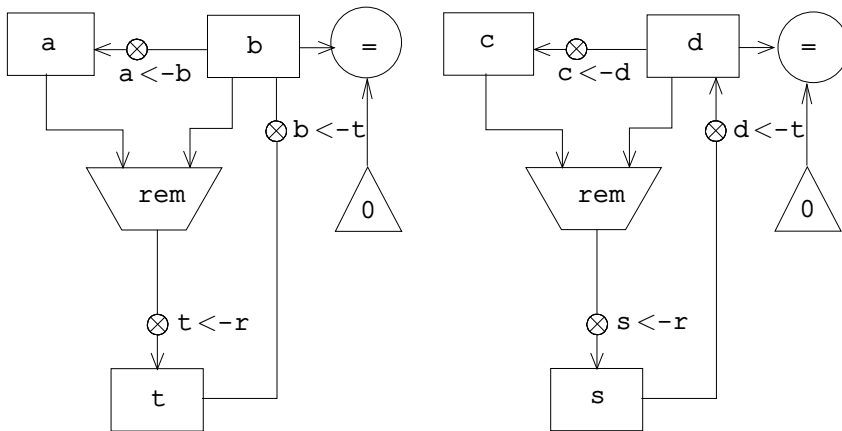 a
b
=
a<-b
b<-t
rem
0
t<-r
t
c
d
=
c<-d
d<-t
rem
0
s<-r
s